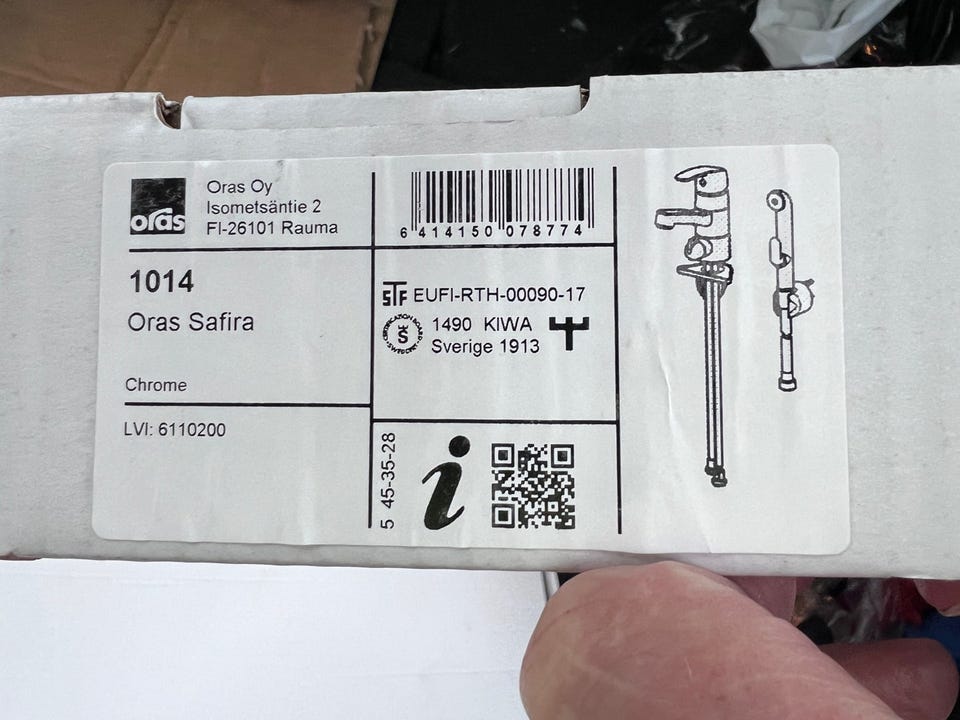 oras
Oras Oy
Isometsäntie 2
FI-26101 Rauma
6 414150 078774
1014
Oras Safira
Chrome
LVI: 6110200
STF EUFI-RTH-00090-17
S
1490 KIWA
Sverige 1913
5 45-35-28
i